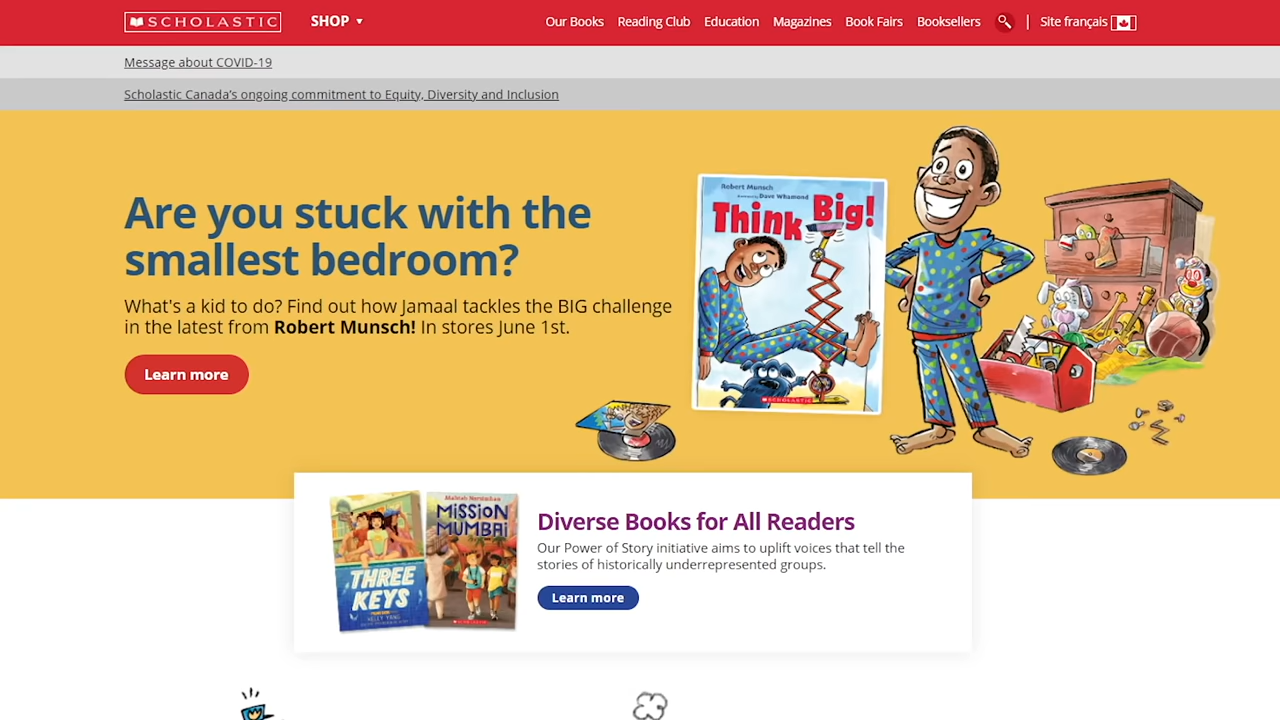 SCHOLASTIC
SHOP
Our Books
Reading Club
Education
Magazines
Book Fairs
Booksellers
Site français
Message about COVID-19
Scholastic Canada's ongoing commitment to Equity, Diversity and Inclusion
Are you stuck with the
smallest bedroom?
What's a kid to do? Find out how Jamaal tackles the BIG challenge
in the latest from Robert Munsch! In stores June 1st.
Learn more
Robert Munsch
Dave Whamond
Think Big!
SCHOLASTIC
THREE
KEYS
KELLY YANG
MISSION
MUMBAI
SCHOLASTIC
Diverse Books for All Readers
Our Power of Story initiative aims to uplift voices that tell the
stories of historically underrepresented groups.
Learn more